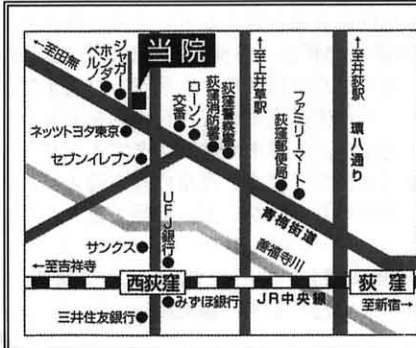 ←至田無
ジャガー
ホンダベルノ
当院
交番
ローソン
荻窪消防署
荻窪警察署
←至上井草駅
荻窪郵便局
ファミリーマート
←至井荻駅
環八通り
ネッツトヨタ東京
セブンイレブン
UFJ銀行
青梅街道
善福寺川
サンクス
←至吉祥寺
西荻窪
荻窪
みずほ銀行
JR中央線
至新宿→
三井住友銀行